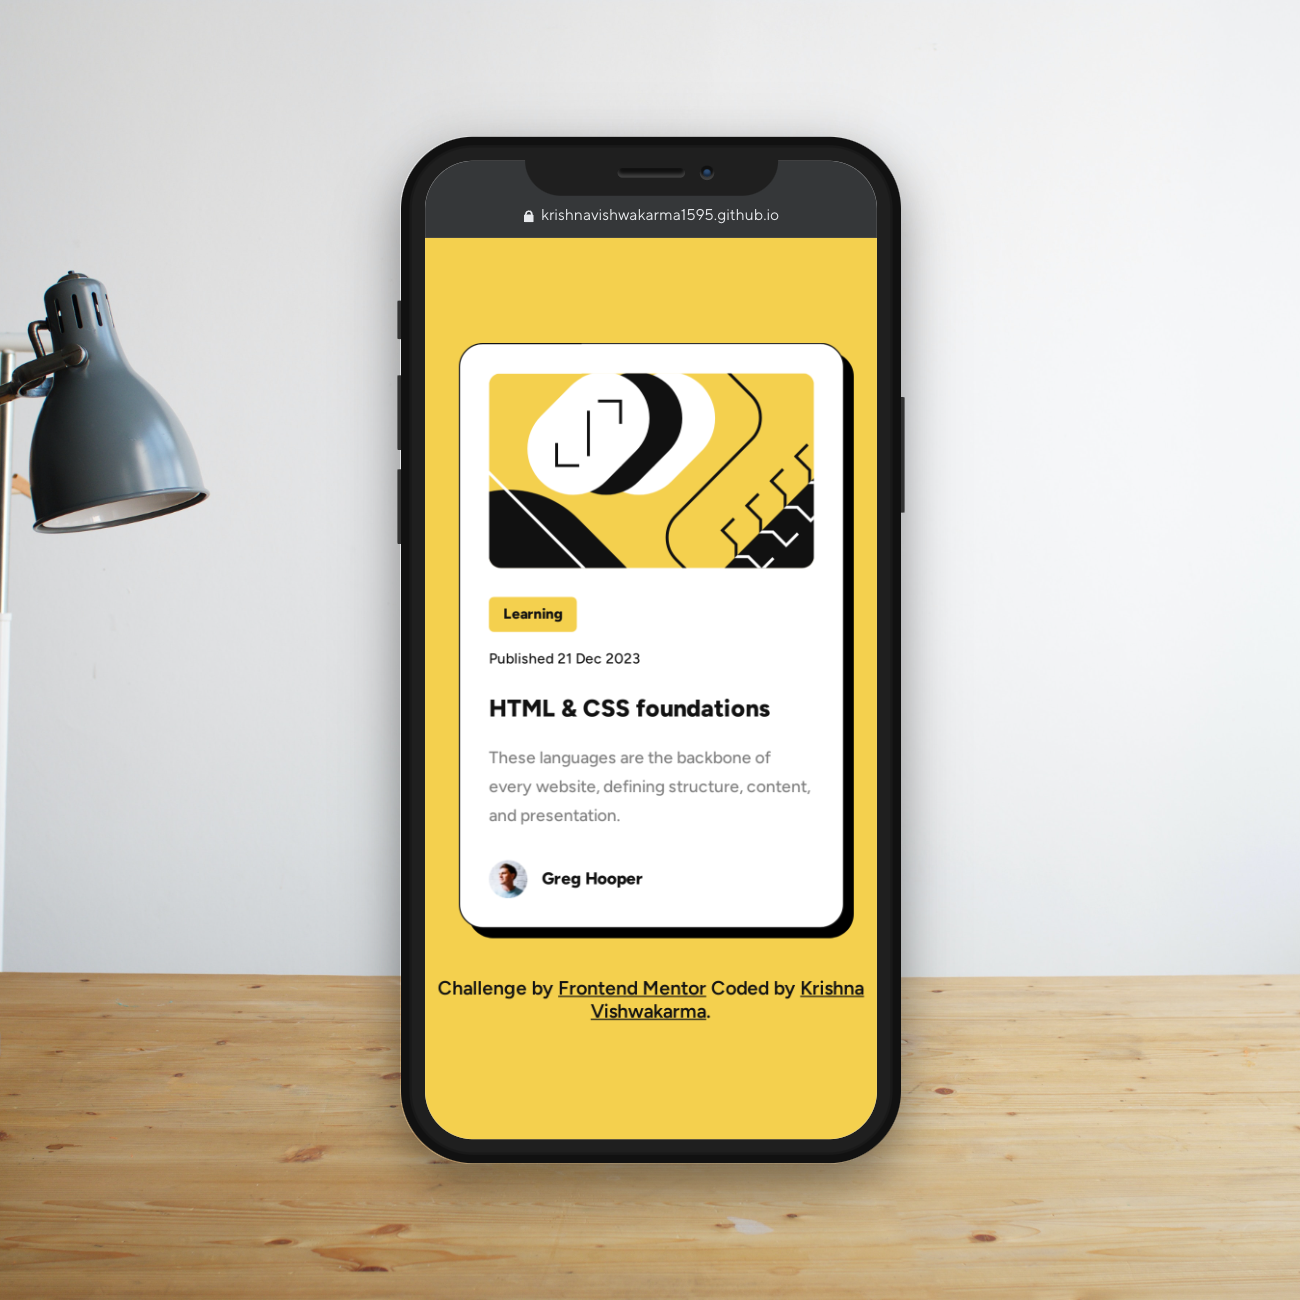 krishnavishwakarma1595.github.io
Learning
Published 21 Dec 2023
HTML & CSS foundations
These languages are the backbone of
every website, defining structure, content,
and presentation.
Greg Hooper
Challenge by Frontend Mentor Coded by Krishna
Vishwakarma.